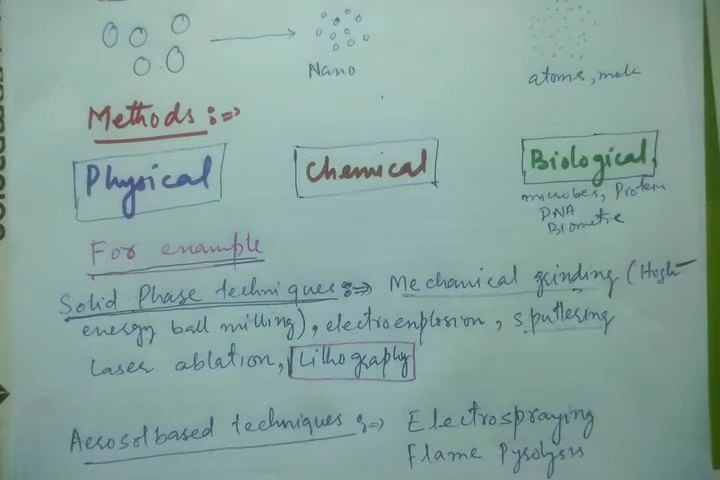 Nano
atoms, mole
Methods :=>
Physical
Chemical
Biological
microbes, Protein
DNA
Biometic
For example
Solid Phase techniques :=> Mechanical grinding (High-
energy ball milling), electroexplosion, sputtering
Laser ablation, Lithography
Aerosol based techniques :=> Electrospraying
Flame Pyrolysis